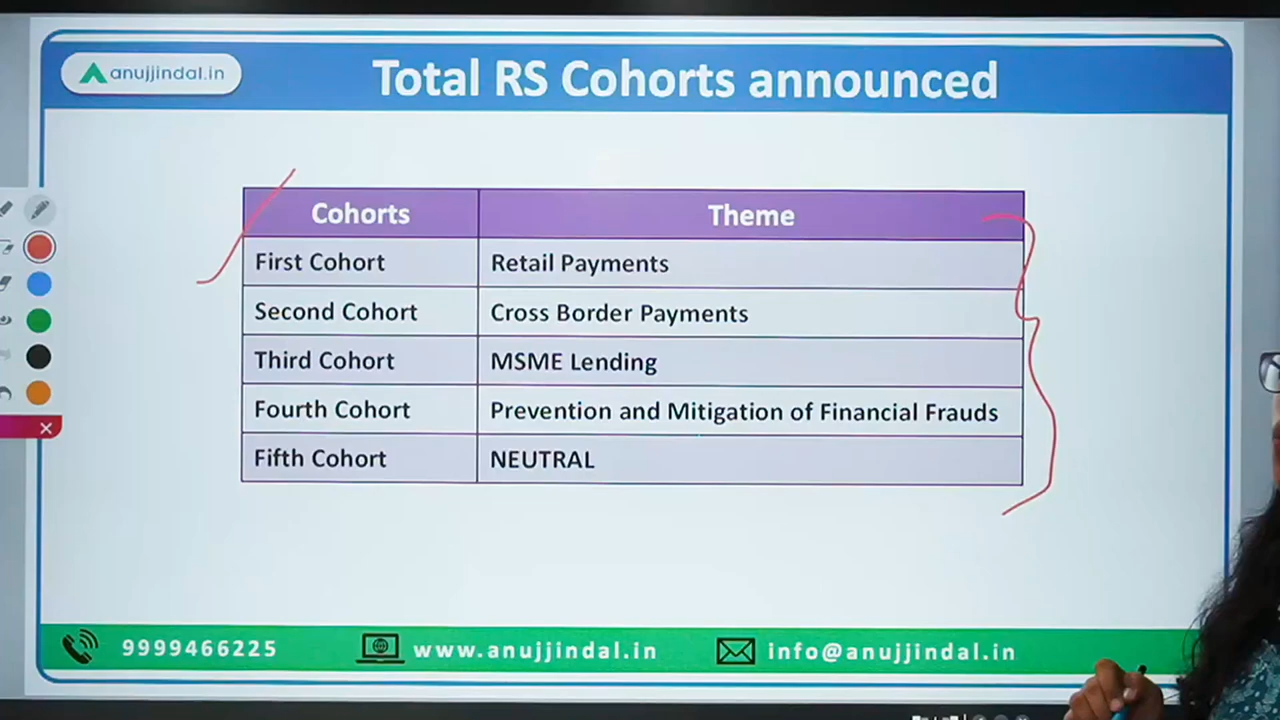 anujjindal.in
Total RS Cohorts announced
Cohorts Theme
First Cohort Retail Payments
Second Cohort Cross Border Payments
Third Cohort MSME Lending
Fourth Cohort Prevention and Mitigation of Financial Frauds
Fifth Cohort NEUTRAL
9999466225 www.anujjindal.in info@anujjindal.in